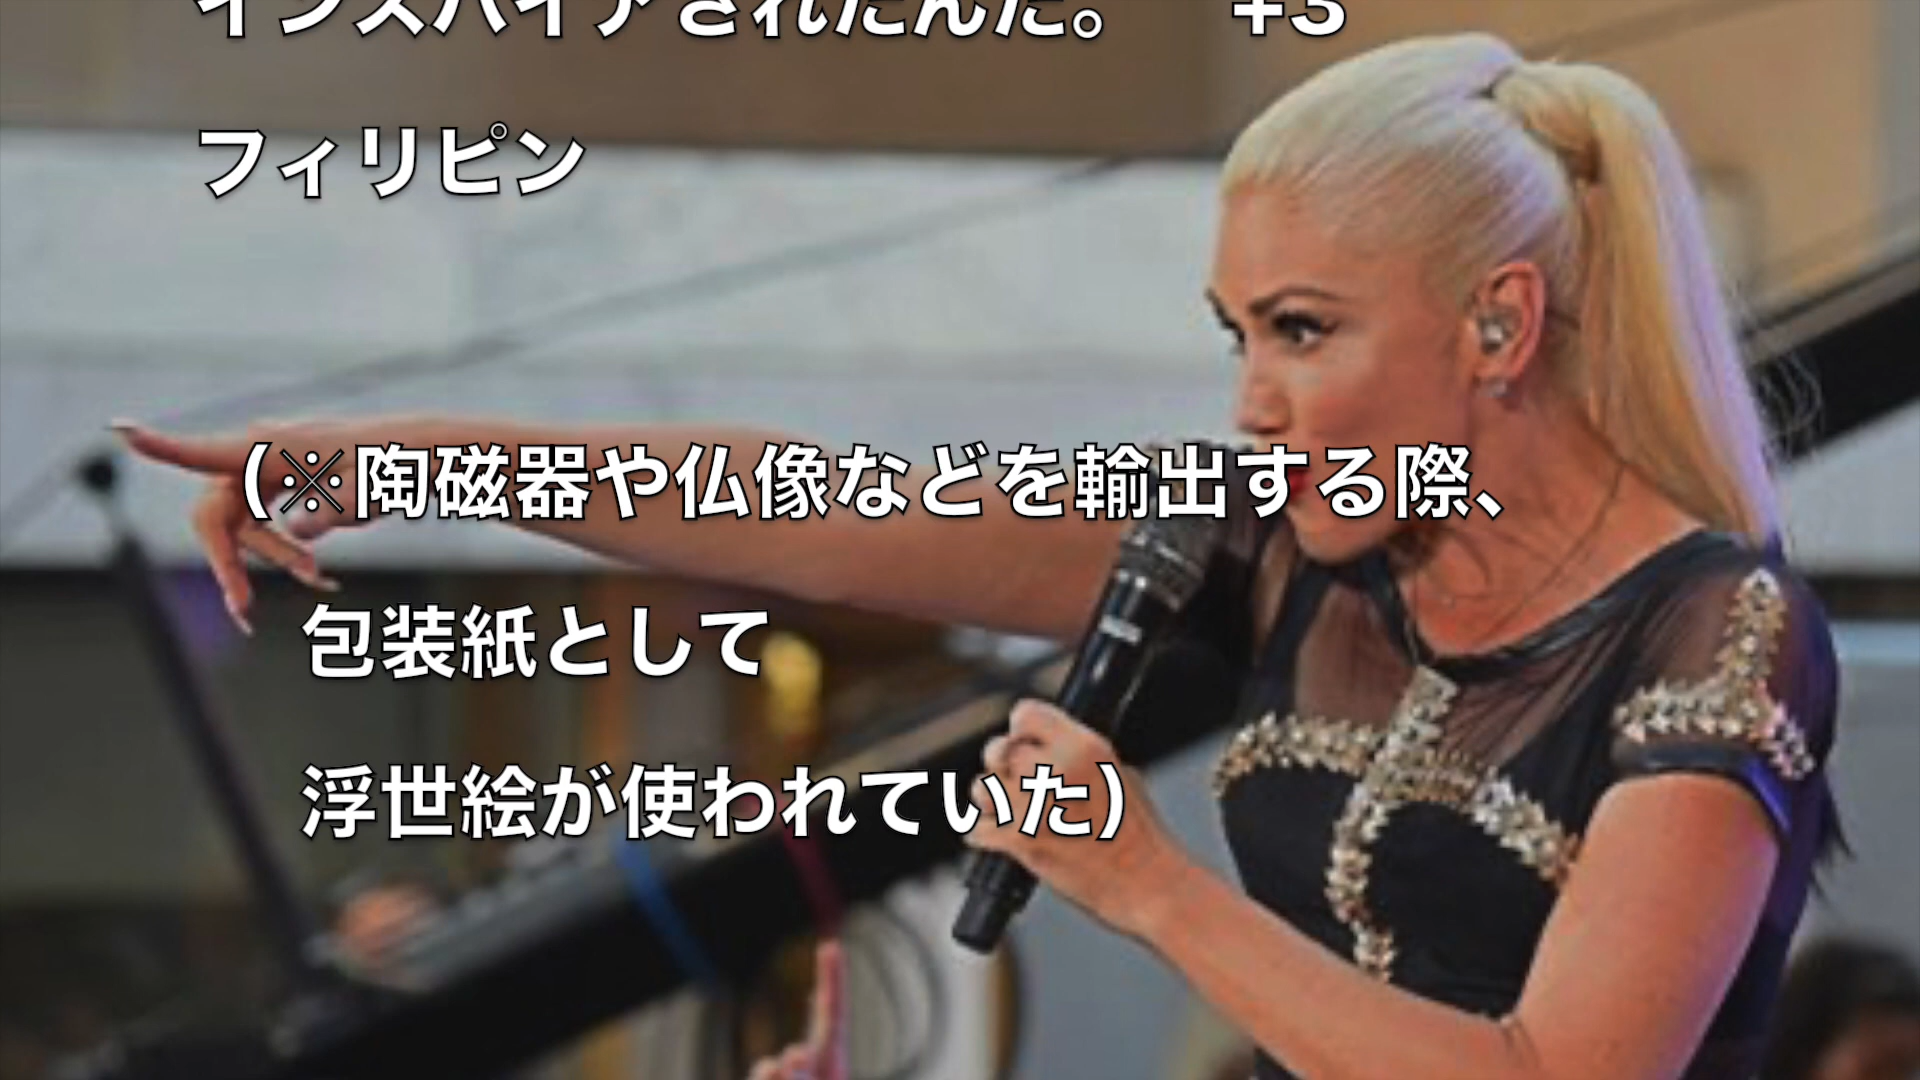 インスパイアされたんだ。　+3
フィリピン
（※陶磁器や仏像などを輸出する際、
包装紙として
浮世絵が使われていた）